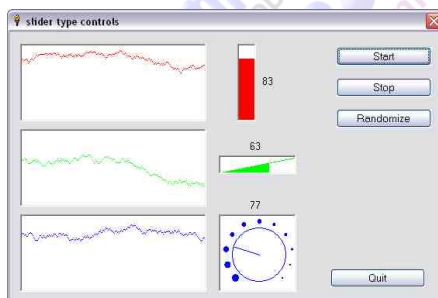 slider type controls
Start
83
Stop
Randomize
63
77
Quit